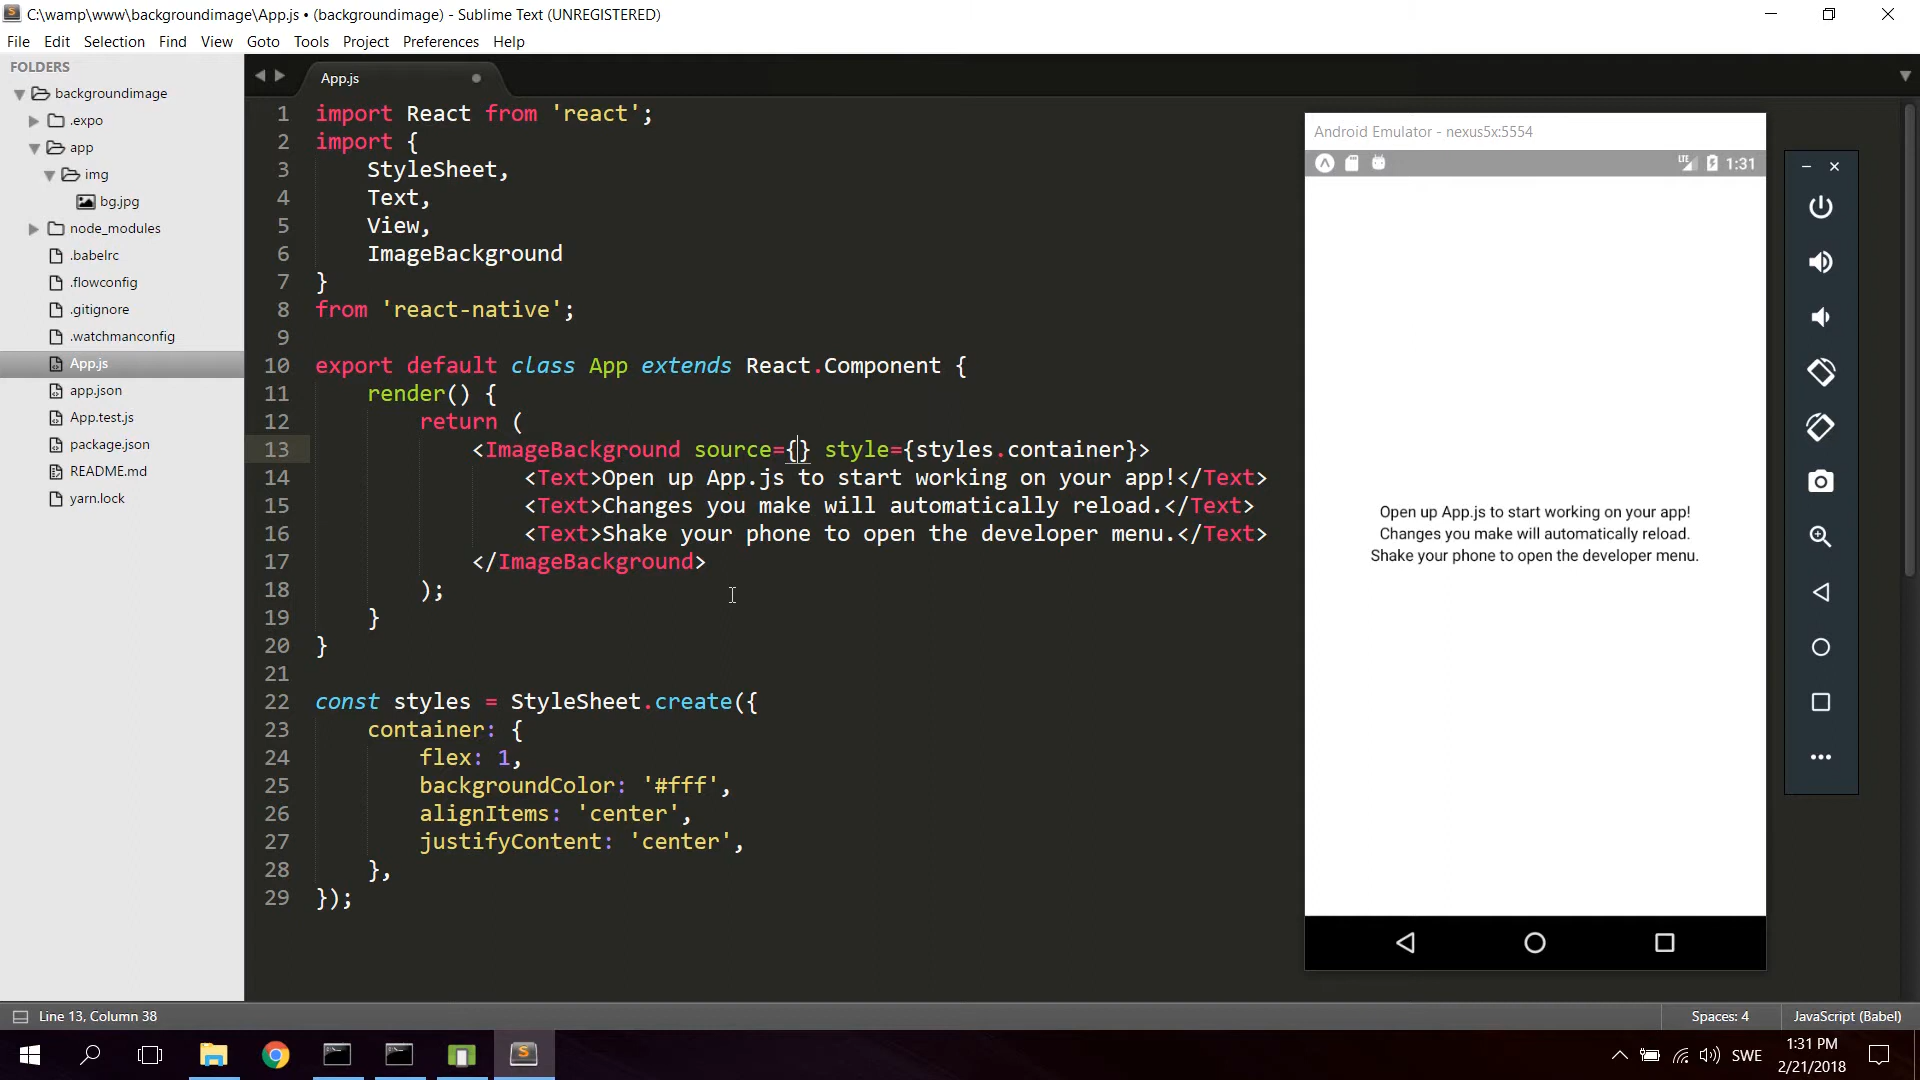 C:\wamp\www\backgroundimage\App.js • (backgroundimage) - Sublime Text (UNREGISTERED)
File Edit Selection Find View Goto Tools Project Preferences Help
FOLDERS
backgroundimage
.expo
app
img
bg.jpg
node_modules
.babelrc
.flowconfig
.gitignore
.watchmanconfig
App.js
app.json
App.test.js
package.json
README.md
yarn.lock
App.js
1 import React from 'react';
2 import {
3 StyleSheet,
4 Text,
5 View,
6 ImageBackground
7 }
8 from 'react-native';
9
10 export default class App extends React.Component {
11 render() {
12 return (
13 <ImageBackground source={} style={styles.container}>
14 <Text>Open up App.js to start working on your app!</Text>
15 <Text>Changes you make will automatically reload.</Text>
16 <Text>Shake your phone to open the developer menu.</Text>
17 </ImageBackground>
18 );
19 }
20 }
21
22 const styles = StyleSheet.create({
23 container: {
24 flex: 1,
25 backgroundColor: '#fff',
26 alignItems: 'center',
27 justifyContent: 'center',
28 },
29 });
Android Emulator - nexus5x:5554
LTE 1:31
Open up App.js to start working on your app!
Changes you make will automatically reload.
Shake your phone to open the developer menu.
Line 13, Column 38
Spaces: 4
JavaScript (Babel)
SWE
1:31 PM
2/21/2018